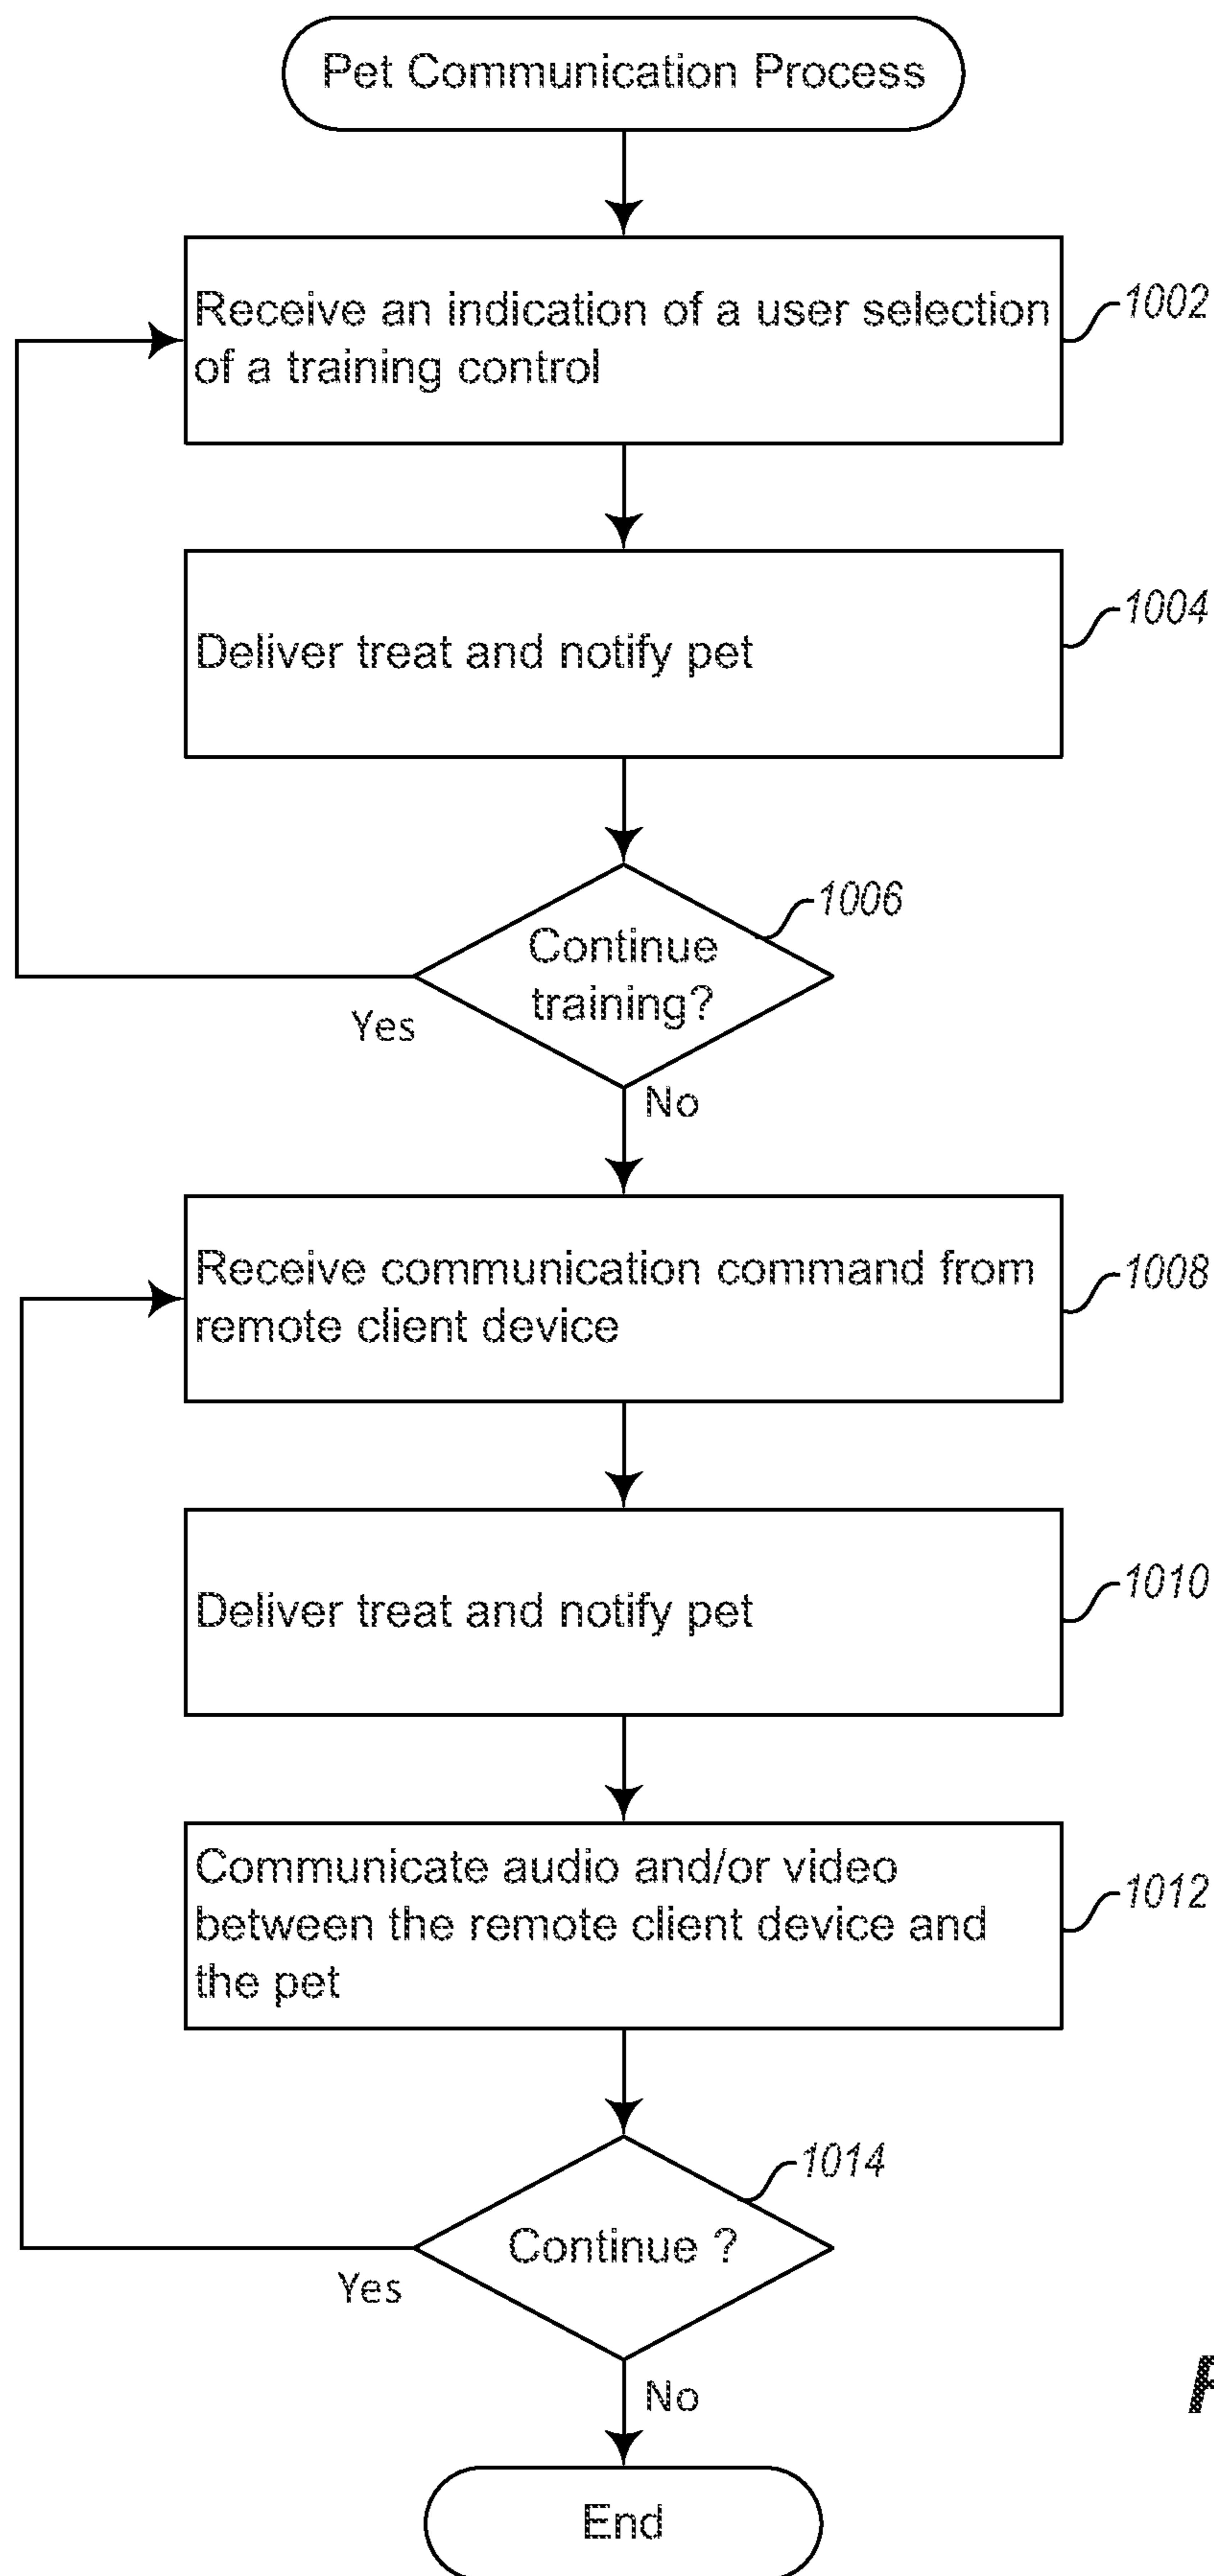 Pet Communication Process
Receive an indication of a user selection
of a training control
1002
Deliver treat and notify pet
1004
Continue
training?
1006
Yes
No
Receive communication command from
remote client device
1008
Deliver treat and notify pet
1010
Communicate audio and/or video
between the remote client device and
the pet
1012
Continue ?
1014
Yes
No
End